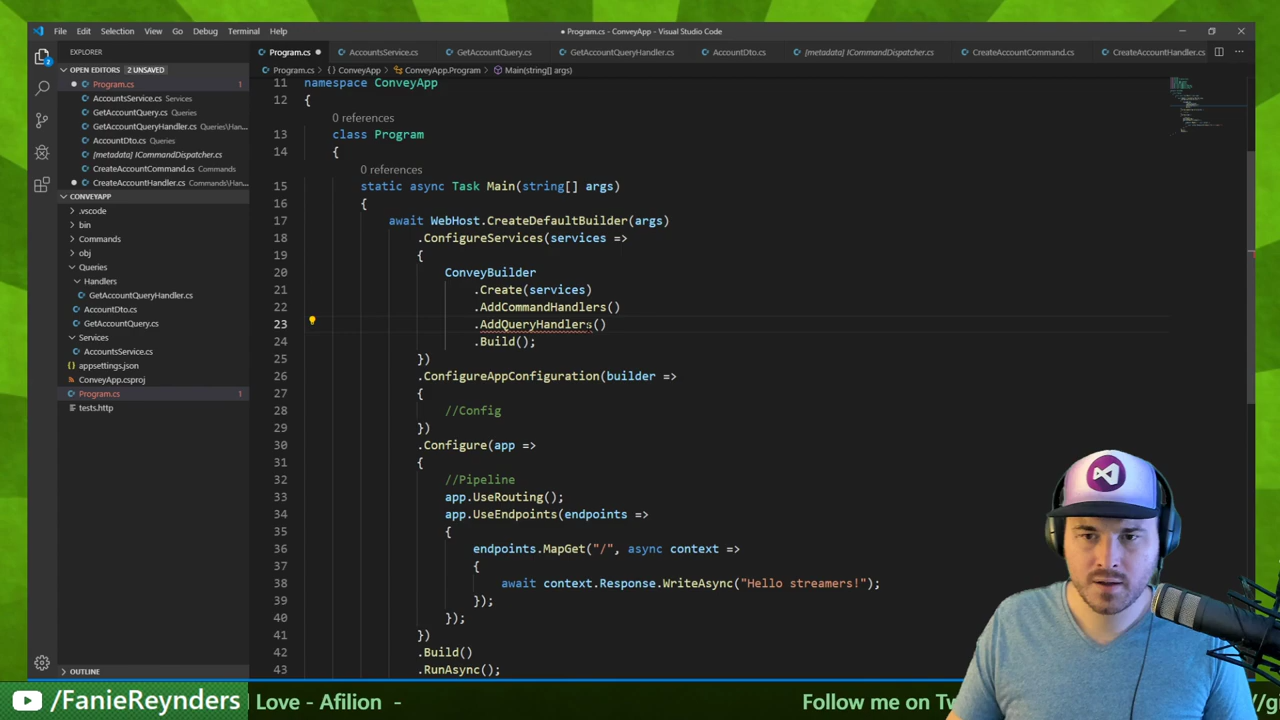 File Edit Selection View Go Debug Terminal Help
● Program.cs - ConveyApp - Visual Studio Code
EXPLORER
OPEN EDITORS 2 UNSAVED
Program.cs 1
AccountsService.cs Services
GetAccountQuery.cs Queries
GetAccountQueryHandler.cs Queries\Han...
AccountDto.cs Queries
[metadata] ICommandDispatcher.cs
CreateAccountCommand.cs Commands
CreateAccountHandler.cs Commands\Han...
CONVEYAPP
.vscode
bin
Commands
obj
Queries
Handlers
GetAccountQueryHandler.cs
AccountDto.cs
GetAccountQuery.cs
Services
AccountsService.cs
appsettings.json
ConveyApp.csproj
Program.cs 1
tests.http
OUTLINE
2
Program.cs ● AccountsService.cs GetAccountQuery.cs GetAccountQueryHandler.cs AccountDto.cs [metadata] ICommandDispatcher.cs CreateAccountCommand.cs CreateAccountHandler.cs
Program.cs > {} ConveyApp > ConveyApp.Program > Main(string[] args)
11 namespace ConveyApp
12 {
0 references
13 class Program
14 {
0 references
15 static async Task Main(string[] args)
16 {
17 await WebHost.CreateDefaultBuilder(args)
18 .ConfigureServices(services =>
19 {
20 ConveyBuilder
21 .Create(services)
22 .AddCommandHandlers()
23 .AddQueryHandlers()
24 .Build();
25 })
26 .ConfigureAppConfiguration(builder =>
27 {
28 //Config
29 })
30 .Configure(app =>
31 {
32 //Pipeline
33 app.UseRouting();
34 app.UseEndpoints(endpoints =>
35 {
36 endpoints.MapGet("/", async context =>
37 {
38 await context.Response.WriteAsync("Hello streamers!");
39 });
40 });
41 })
42 .Build()
43 .RunAsync();
/FanieReynders Love - Afilion - Follow me on Tw